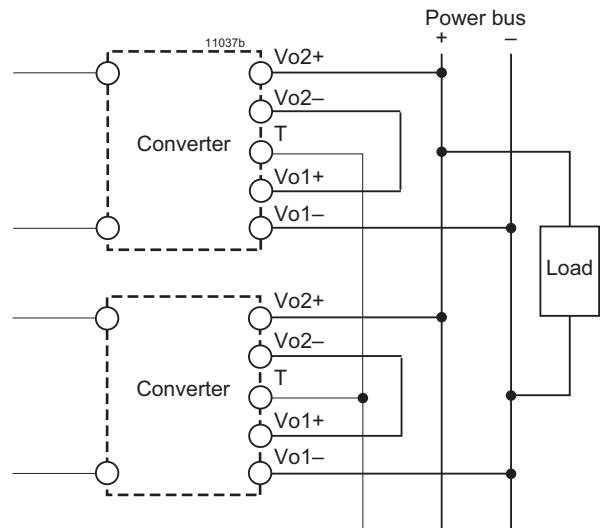 Power bus
+ –
11037b
Vo2+
Vo2–
T
Converter
Vo1+
Vo1–
Load
Vo2+
Vo2–
T
Converter
Vo1+
Vo1–